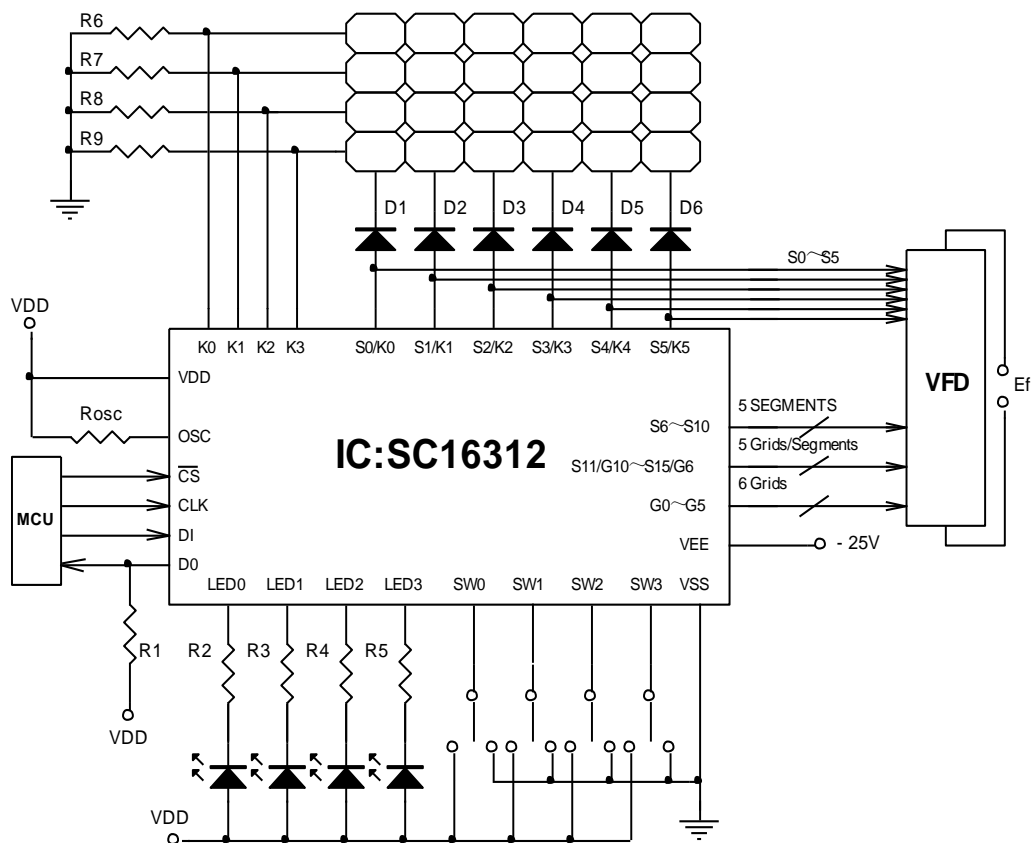 R6
R7
R8
R9
D1 D2 D3 D4 D5 D6
S0～S5
VDD
K0 K1 K2 K3 S0/K0 S1/K1 S2/K2 S3/K3 S4/K4 S5/K5
VDD
VFD
Ef
Rosc
OSC
5 SEGMENTS
S6～S10
IC:SC16312
5 Grids/Segments
S11/G10～S15/G6
CS
6 Grids
MCU
CLK
G0～G5
DI
VEE
- 25V
D0
LED0 LED1 LED2 LED3 SW0 SW1 SW2 SW3 VSS
R1 R2 R3 R4 R5
VDD
VDD